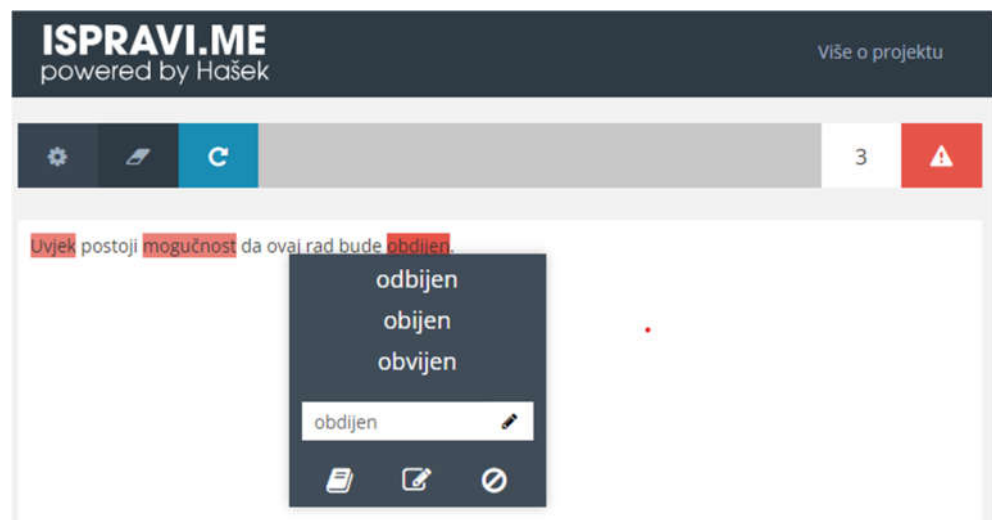 ISPRAVI.ME
powered by Hašek
Više o projektu
3
Uvjek postoji mogučnost da ovaj rad bude obdijen.
odbijen
obijen
obvijen
obdijen